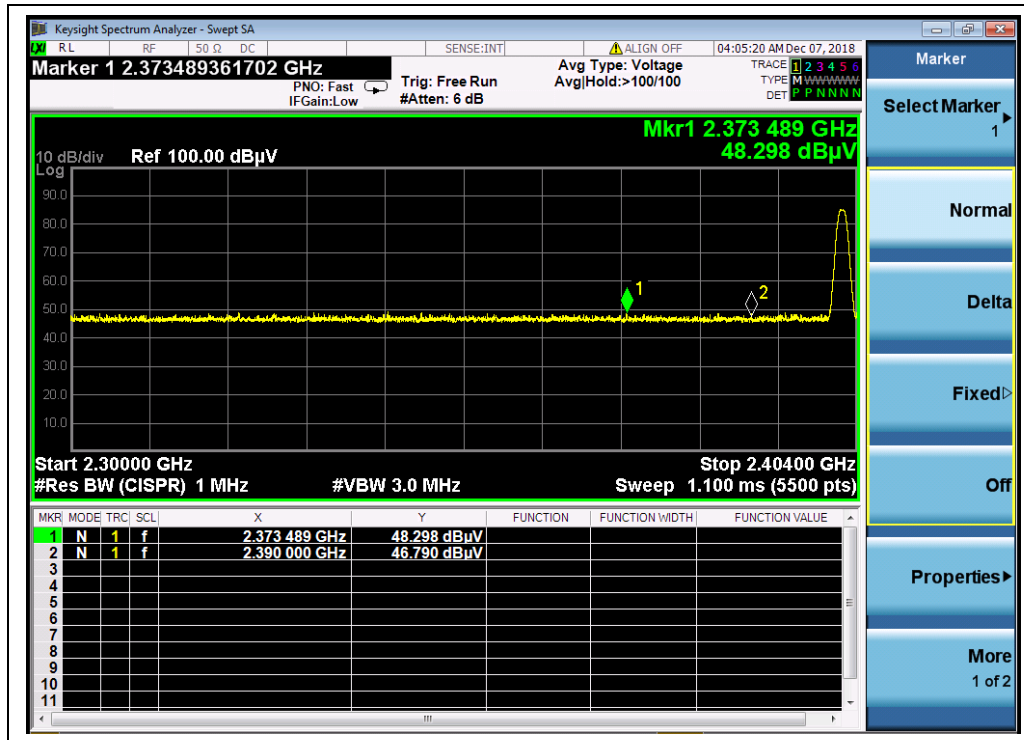 Keysight Spectrum Analyzer - Swept SA
LXI RL RF 50 Ω DC SENSE:INT ALIGN OFF 04:05:20 AM Dec 07, 2018
Marker 1 2.373489361702 GHz
PNO: Fast
IFGain:Low
Trig: Free Run
#Atten: 6 dB
Avg Type: Voltage
Avg|Hold:>100/100
TRACE 1 2 3 4 5 6
TYPE MWWWWW
DET P P N N N N
Mkr1 2.373 489 GHz
48.298 dBµV
10 dB/div Ref 100.00 dBµV
Log
90.0
80.0
70.0
60.0
50.0
40.0
30.0
20.0
10.0
1
2
Start 2.30000 GHz Stop 2.40400 GHz
#Res BW (CISPR) 1 MHz #VBW 3.0 MHz Sweep 1.100 ms (5500 pts)
MKR MODE TRC SCL X Y FUNCTION FUNCTION WIDTH FUNCTION VALUE
1 N 1 f 2.373 489 GHz 48.298 dBµV
2 N 1 f 2.390 000 GHz 46.790 dBµV
3
4
5
6
7
8
9
10
11
Marker
Select Marker
1
Normal
Delta
Fixed
Off
Properties
More
1 of 2